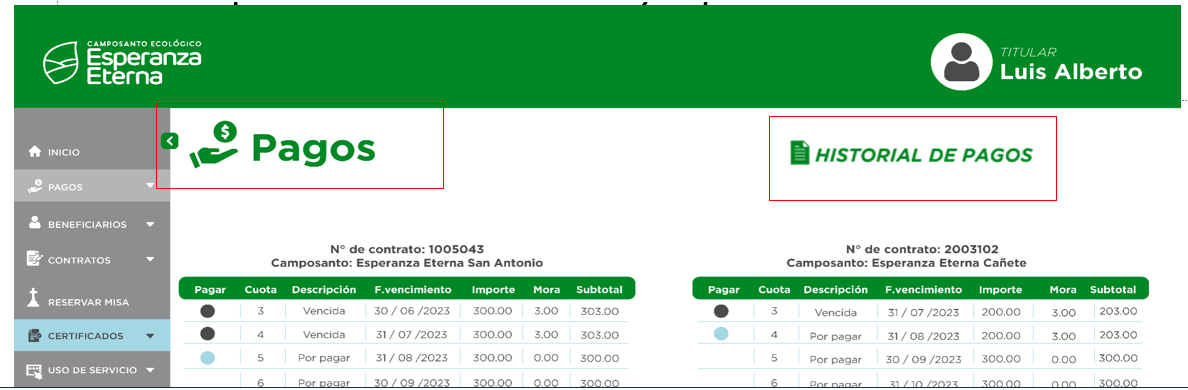 CAMPOSANTO ECOLÓGICO
Esperanza
Eterna
TITULAR
Luis Alberto
INICIO
PAGOS
BENEFICIARIOS
CONTRATOS
RESERVAR MISA
CERTIFICADOS
USO DE SERVICIO
$ Pagos
HISTORIAL DE PAGOS
N° de contrato: 1005043
Camposanto: Esperanza Eterna San Antonio
Pagar Cuota Descripción F.vencimiento Importe Mora Subtotal
3 Vencida 30 / 06 /2023 300.00 3.00 303.00
4 Vencida 31 / 07 /2023 300.00 3.00 303.00
5 Por pagar 31 / 08 /2023 300.00 0.00 300.00
6 Por pagar 30 / 09 /2023 300.00 0.00 300.00
N° de contrato: 2003102
Camposanto: Esperanza Eterna Cañete
Pagar Cuota Descripción F.vencimiento Importe Mora Subtotal
3 Vencida 31 / 07 /2023 200.00 3.00 203.00
4 Por pagar 31 / 08 /2023 200.00 3.00 203.00
5 Por pagar 30 / 09 /2023 300.00 0.00 300.00
6 Por pagar 31 / 10 /2023 300.00 0.00 300.00